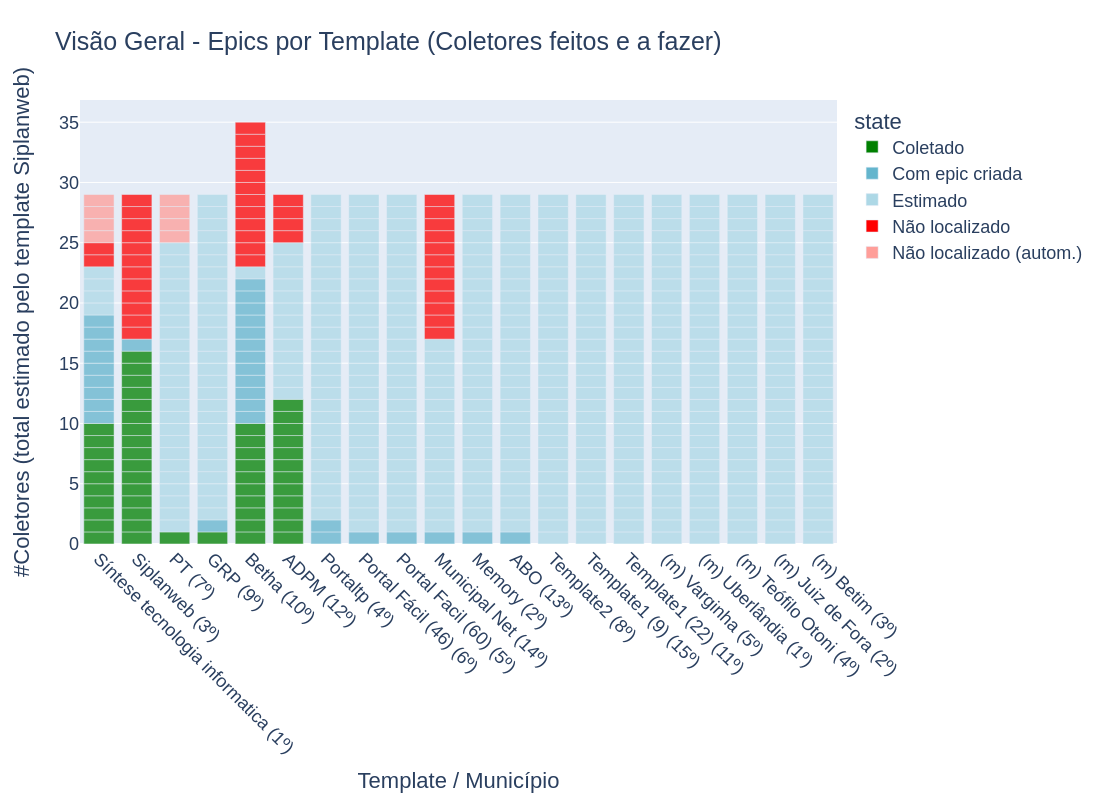 Visão Geral - Epics por Template (Coletores feitos e a fazer)
#Coletores (total estimado pelo template Siplanweb)
35
30
25
20
15
10
5
0
state
Coletado
Com epic criada
Estimado
Não localizado
Não localizado (autom.)
Síntese tecnologia informatica (1º)
Siplanweb (3º)
PT (7º)
GRP (9º)
Betha (10º)
ADPM (12º)
Portaltp (4º)
Portal Fácil (46) (6º)
Portal Facil (60) (5º)
Municipal Net (14º)
Memory (2º)
ABO (13º)
Template2 (8º)
Template1 (9) (15º)
Template1 (22) (11º)
(m) Varginha (5º)
(m) Uberlândia (1º)
(m) Teófilo Otoni (4º)
(m) Juiz de Fora (2º)
(m) Betim (3º)
Template / Município